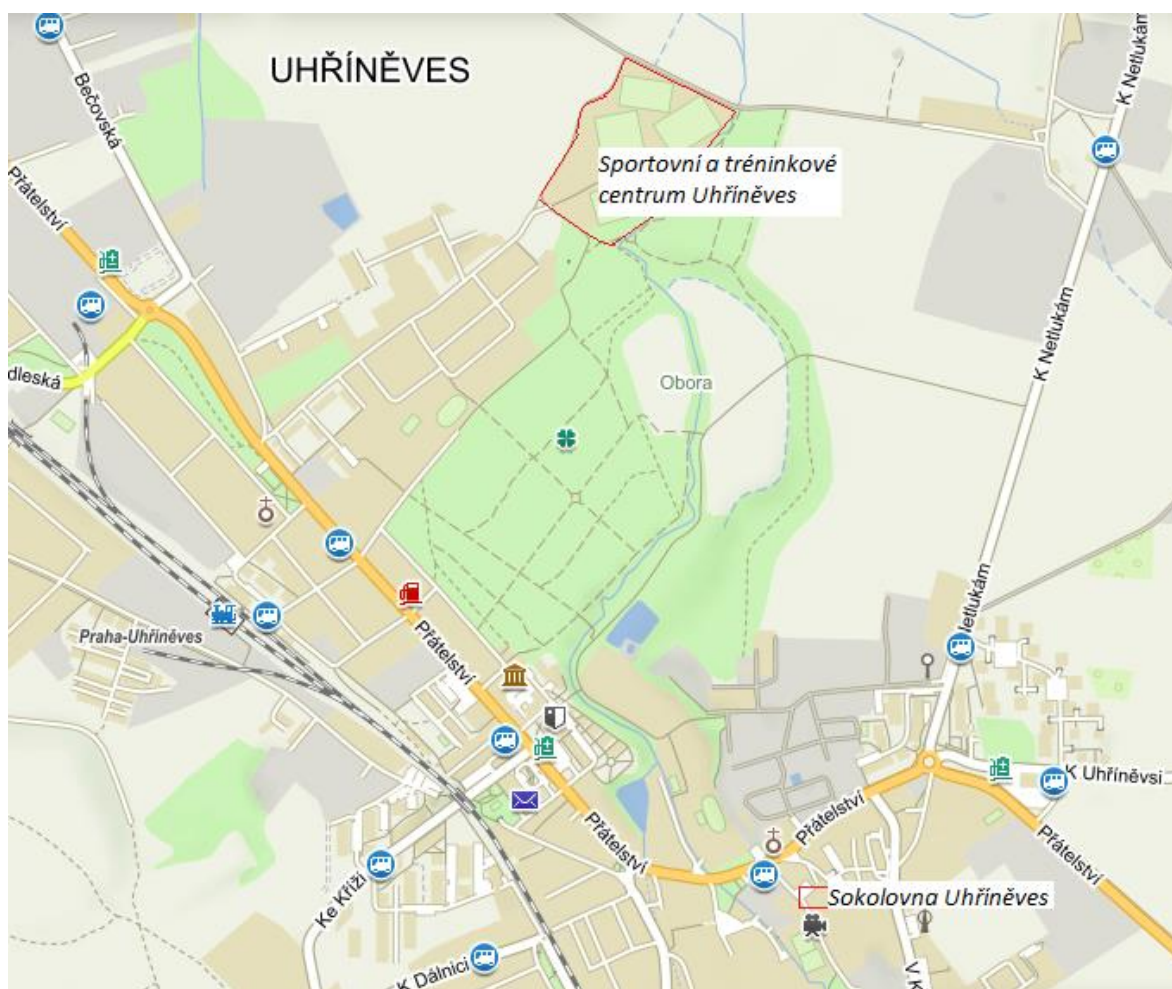 UHŘÍNĚVES
Bečovská
K Netlukám
Přátelství
Sportovní a tréninkové
centrum Uhříněves
K Netlukám
dleská
Obora
Netlukám
Praha-Uhříněves
Přátelství
K Uhříněvsi
Přátelství
Přátelství
Přátelství
Ke Kříži
Sokolovna Uhříněves
K Dálnici
V K